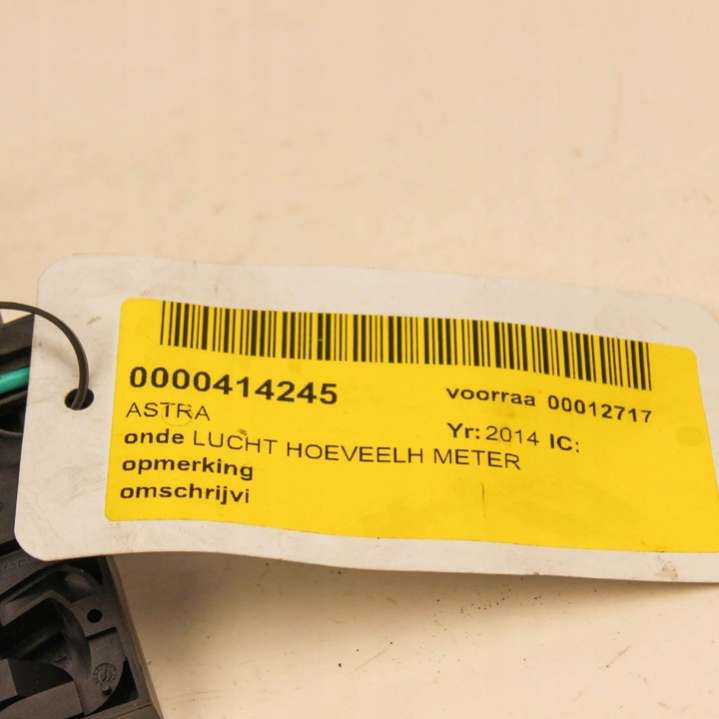 0000414245 voorraa 00012717
ASTRA Yr: 2014 IC:
onde LUCHT HOEVEELH METER
opmerking
omschrijvi